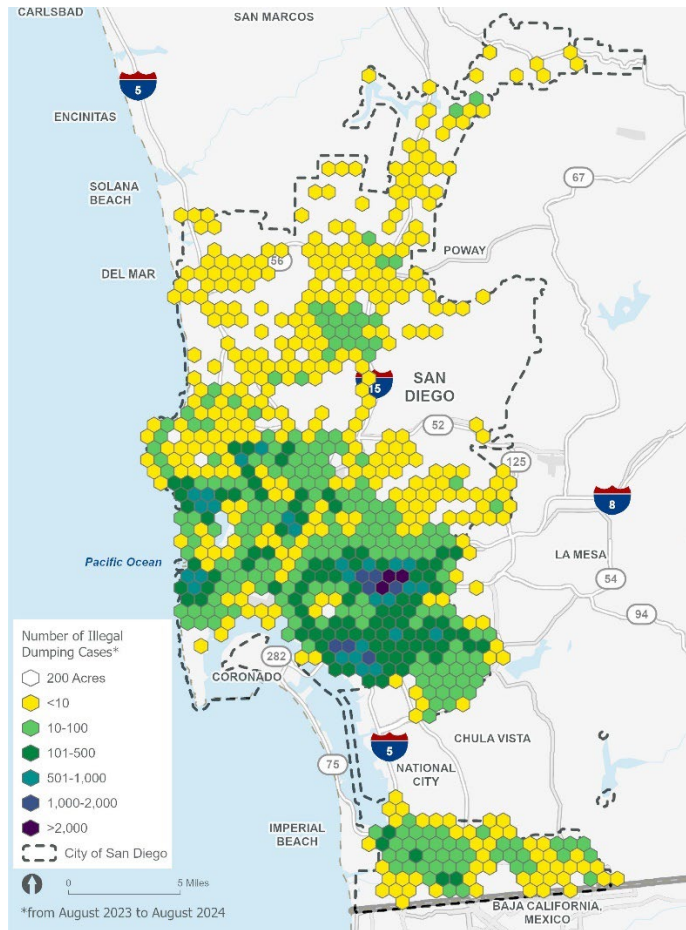 CARLSBAD
SAN MARCOS
5
ENCINITAS
67
SOLANA
BEACH
POWAY
56
DEL MAR
SAN
DIEGO
15
52
125
8
LA MESA
Pacific Ocean
54
94
Number of Illegal
Dumping Cases*
200 Acres
<10
10-100
101-500
501-1,000
1,000-2,000
>2,000
City of San Diego
0 5 Miles
*from August 2023 to August 2024
282
CORONADO
5
CHULA VISTA
NATIONAL
CITY
75
IMPERIAL
BEACH
BAJA CALIFORNIA,
MEXICO